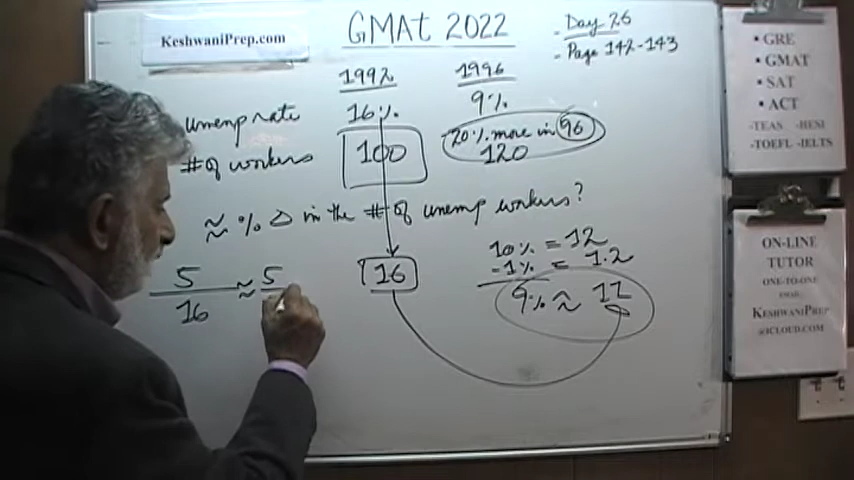 KeshwaniPrep.com
GMAT 2022
- Day 26
- Page 142-143
1992 1996
unemp rate 16% 9%
# of workers 100 20% more in 96
120
≈ % Δ in the # of unemp workers?
16
10% = 12
-1% = 1.2
9% ≈ 11
5/16 ≈ 5
• GRE
• GMAT
• SAT
• ACT
-TEAS -HESI
-TOEFL -IELTS
ON-LINE
TUTOR
ONE-TO-ONE
EMAIL
KESHWANIPREP
@ICLOUD.COM